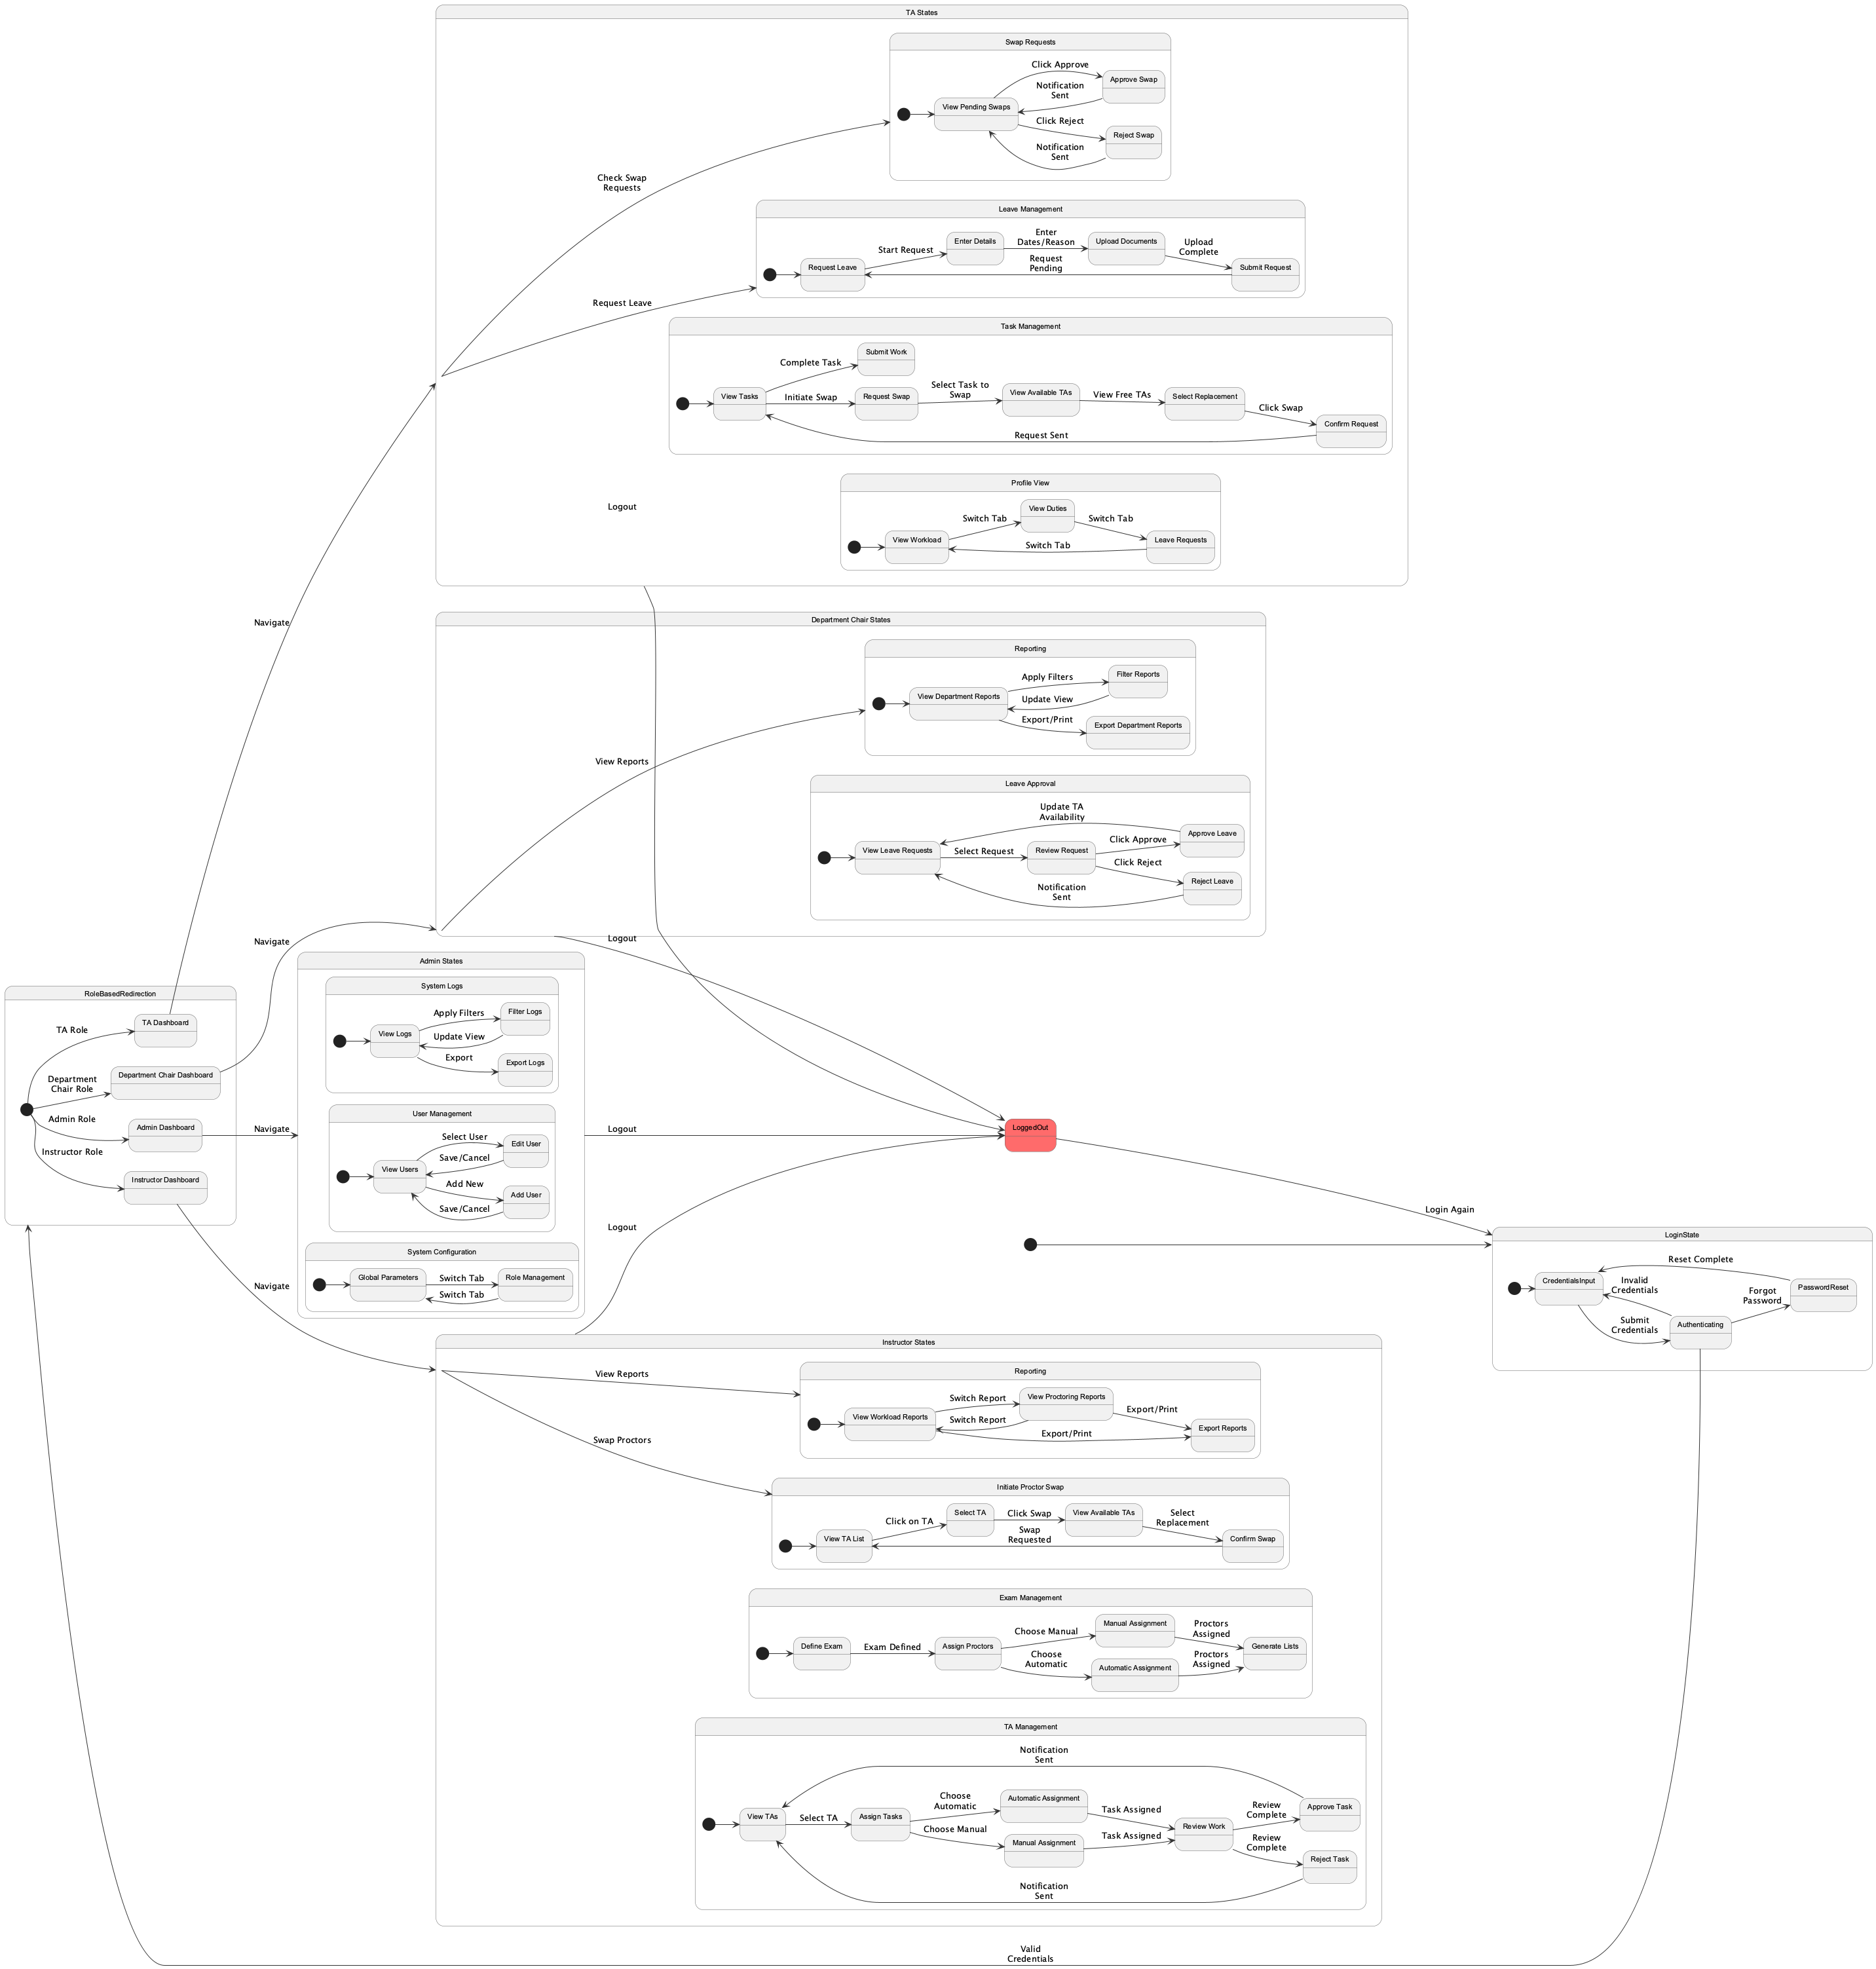 TA States
Swap Requests
Click Approve
Approve Swap
Notification
Sent
View Pending Swaps
Click Reject
Reject Swap
Notification
Sent
Check Swap
Requests
Leave Management
Enter
Dates/Reason
Enter Details
Upload Documents
Upload
Complete
Start Request
Request
Pending
Request Leave
Submit Request
Request Leave
Task Management
Submit Work
Complete Task
View Tasks
Initiate Swap
Request Swap
Select Task to
Swap
View Available TAs
View Free TAs
Select Replacement
Click Swap
Confirm Request
Request Sent
Profile View
Logout
View Duties
Switch Tab
Switch Tab
View Workload
Switch Tab
Leave Requests
Navigate
Department Chair States
Reporting
Apply Filters
Filter Reports
View Department Reports
Update View
Export/Print
Export Department Reports
View Reports
Leave Approval
Update TA
Availability
Approve Leave
Click Approve
View Leave Requests
Select Request
Review Request
Click Reject
Reject Leave
Notification
Sent
Navigate
Logout
Admin States
System Logs
RoleBasedRedirection
Apply Filters
Filter Logs
TA Dashboard
TA Role
View Logs
Update View
Export
Export Logs
Department
Chair Role
Department Chair Dashboard
User Management
Admin Role
Admin Dashboard
Navigate
Logout
LoggedOut
Select User
Edit User
Instructor Role
Save/Cancel
View Users
Instructor Dashboard
Add New
Add User
Save/Cancel
Login Again
Logout
LoginState
System Configuration
Reset Complete
Global Parameters
Switch Tab
Role Management
Switch Tab
Navigate
CredentialsInput
Invalid
Credentials
Forgot
Password
PasswordReset
Submit
Credentials
Authenticating
Instructor States
Reporting
View Reports
Switch Report
View Proctoring Reports
View Workload Reports
Switch Report
Export/Print
Export Reports
Export/Print
Swap Proctors
Initiate Proctor Swap
Click on TA
Select TA
Click Swap
View Available TAs
Select
Replacement
View TA List
Swap
Requested
Confirm Swap
Exam Management
Choose Manual
Manual Assignment
Proctors
Assigned
Define Exam
Exam Defined
Assign Proctors
Generate Lists
Choose
Automatic
Automatic Assignment
Proctors
Assigned
TA Management
Notification
Sent
Choose
Automatic
Automatic Assignment
Task Assigned
Review
Complete
Approve Task
View TAs
Select TA
Assign Tasks
Choose Manual
Manual Assignment
Task Assigned
Review Work
Review
Complete
Reject Task
Notification
Sent
Valid
Credentials